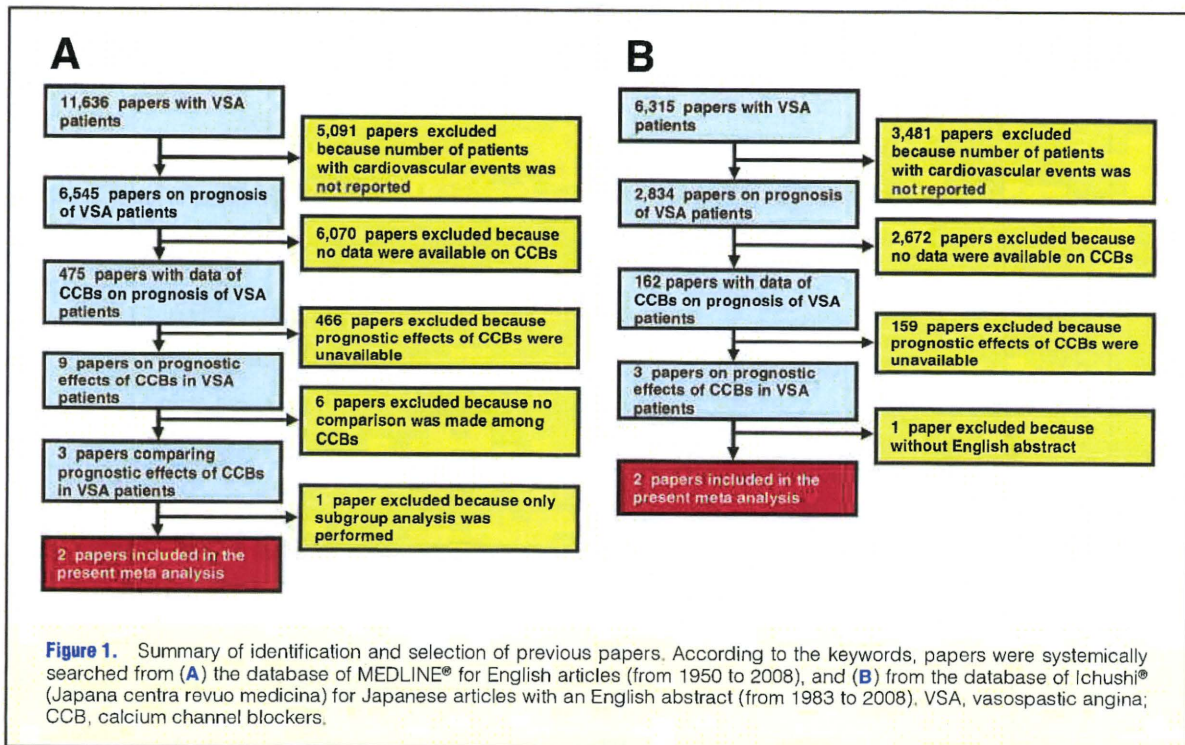 A
11,636 papers with VSA
patients
5,091 papers excluded
because number of patients
with cardiovascular events was
not reported
6,545 papers on prognosis
of VSA patients
6,070 papers excluded because
no data were available on CCBs
475 papers with data of
CCBs on prognosis of VSA
patients
466 papers excluded because
prognostic effects of CCBs were
unavailable
9 papers on prognostic
effects of CCBs in VSA
patients
6 papers excluded because no
comparison was made among
CCBs
3 papers comparing
prognostic effects of CCBs
in VSA patients
1 paper excluded because only
subgroup analysis was
performed
2 papers included in the
present meta analysis
B
6,315 papers with VSA
patients
3,481 papers excluded
because number of patients
with cardiovascular events was
not reported
2,834 papers on prognosis
of VSA patients
2,672 papers excluded because
no data were available on CCBs
162 papers with data of
CCBs on prognosis of VSA
patients
159 papers excluded because
prognostic effects of CCBs were
unavailable
3 papers on prognostic
effects of CCBs in VSA
patients
1 paper excluded because
without English abstract
2 papers included in the
present meta analysis
Figure 1. Summary of identification and selection of previous papers. According to the keywords, papers were systemically
searched from (A) the database of MEDLINE® for English articles (from 1950 to 2008), and (B) from the database of Ichushi®
(Japana centra revuo medicina) for Japanese articles with an English abstract (from 1983 to 2008). VSA, vasospastic angina;
CCB, calcium channel blockers.